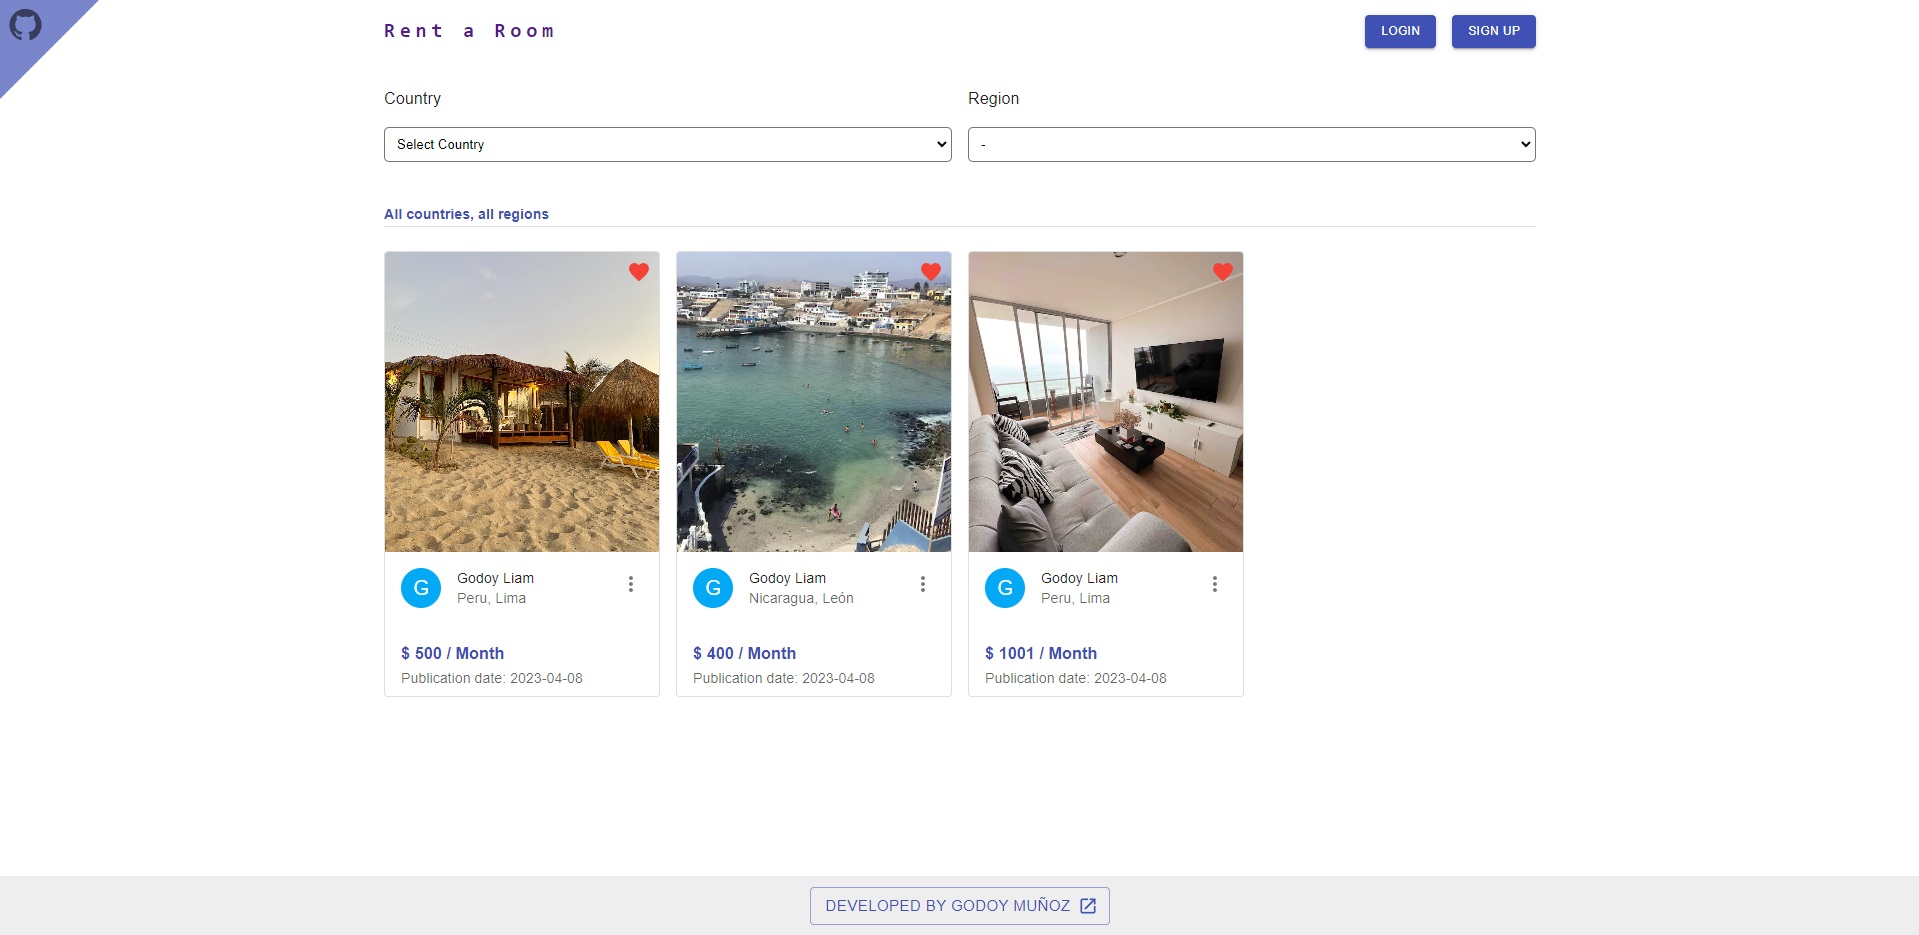 Rent a Room
LOGIN
SIGN UP
Country
Region
Select Country
-
All countries, all regions
G
Godoy Liam
Peru, Lima
$ 500 / Month
Publication date: 2023-04-08
G
Godoy Liam
Nicaragua, León
$ 400 / Month
Publication date: 2023-04-08
G
Godoy Liam
Peru, Lima
$ 1001 / Month
Publication date: 2023-04-08
DEVELOPED BY GODOY MUÑOZ